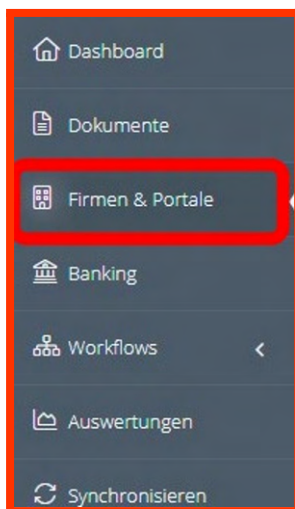 Dashboard
Dokumente
Firmen & Portale
Banking
Workflows
Auswertungen
Synchronisieren